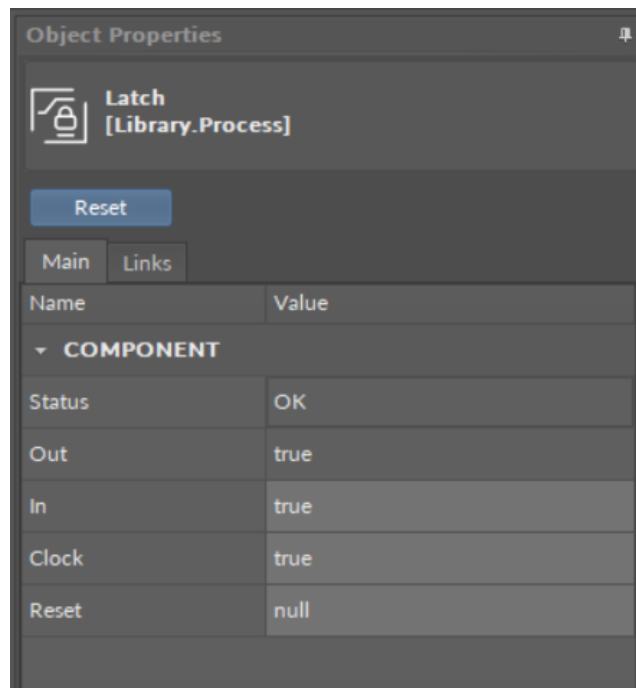 Object Properties
Latch
[Library.Process]
Reset
Main Links
Name Value
COMPONENT
Status OK
Out true
In true
Clock true
Reset null